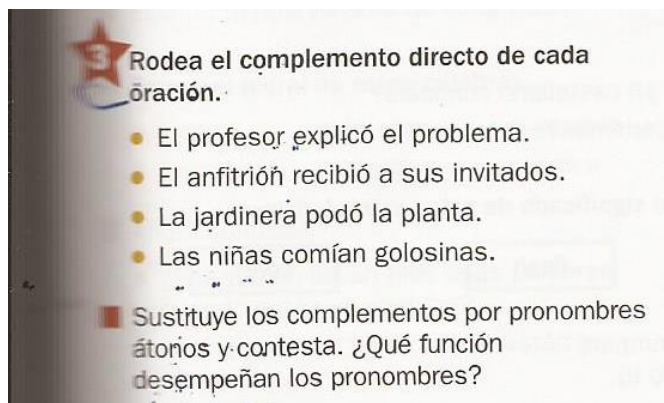 3
Rodea el complemento directo de cada
oración.
El profesor explicó el problema.
El anfitrión recibió a sus invitados.
La jardinera podó la planta.
Las niñas comían golosinas.
Sustituye los complementos por pronombres
átonos y contesta. ¿Qué función
desempeñan los pronombres?